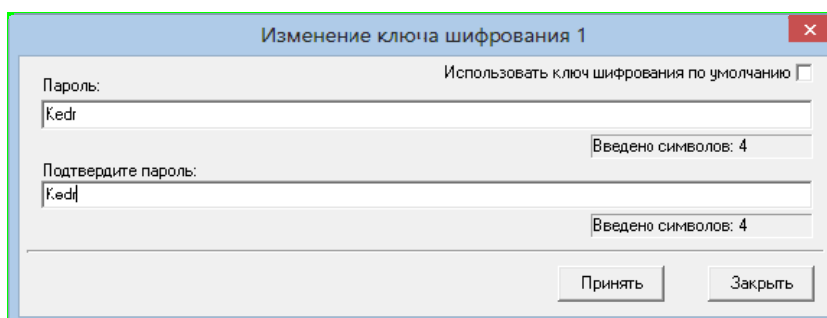 Изменение ключа шифрования 1
Использовать ключ шифрования по умолчанию
Пароль:
Kedr
Введено символов: 4
Подтвердите пароль:
Kedr
Введено символов: 4
Принять Закрыть